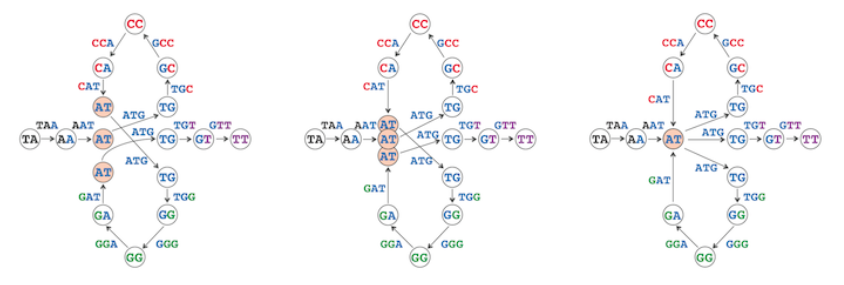 CC
CCA GCC
CA GC
CAT TGC
AT TG
ATG
TAA AAT ATG TGT GTT
TA AA AT TG GT TT
AT ATG
TG
GAT TGG
GA GG
GGA GGG
GG
CC
CCA GCC
CA GC
CAT TGC
TG
ATG
TAA AAT AT ATG TGT GTT
TA AA AT TG GT TT
AT ATG
TG
GAT TGG
GA GG
GGA GGG
GG
CC
CCA GCC
CA GC
CAT TGC
TG
ATG
TAA AAT ATG TGT GTT
TA AA AT TG GT TT
ATG
TG
GAT TGG
GA GG
GGA GGG
GG